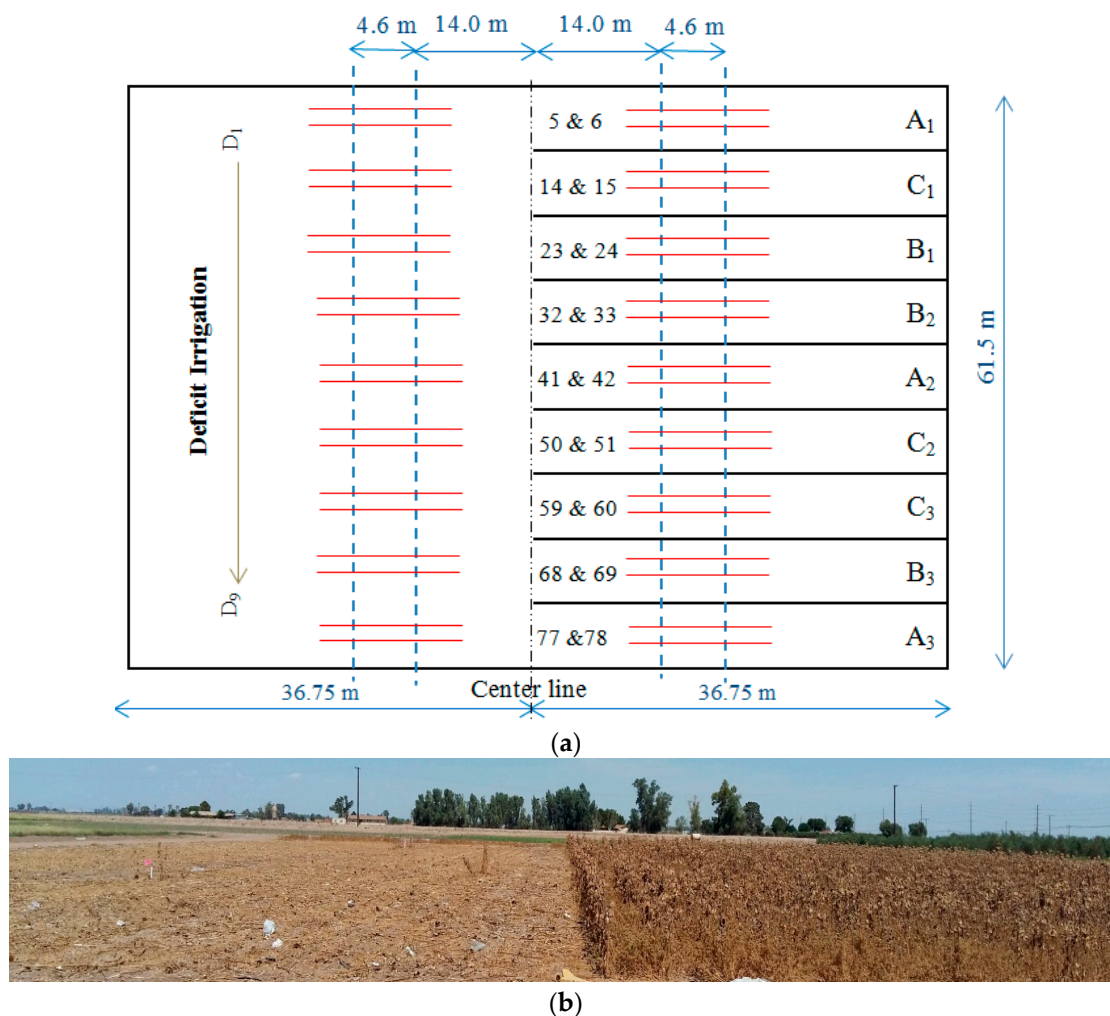 4.6 m 14.0 m 14.0 m 4.6 m
D₁
Deficit Irrigation
D₉
5 & 6 A₁
14 & 15 C₁
23 & 24 B₁
32 & 33 B₂
41 & 42 A₂
50 & 51 C₂
59 & 60 C₃
68 & 69 B₃
77 &78 A₃
61.5 m
36.75 m Center line 36.75 m
(a)
(b)